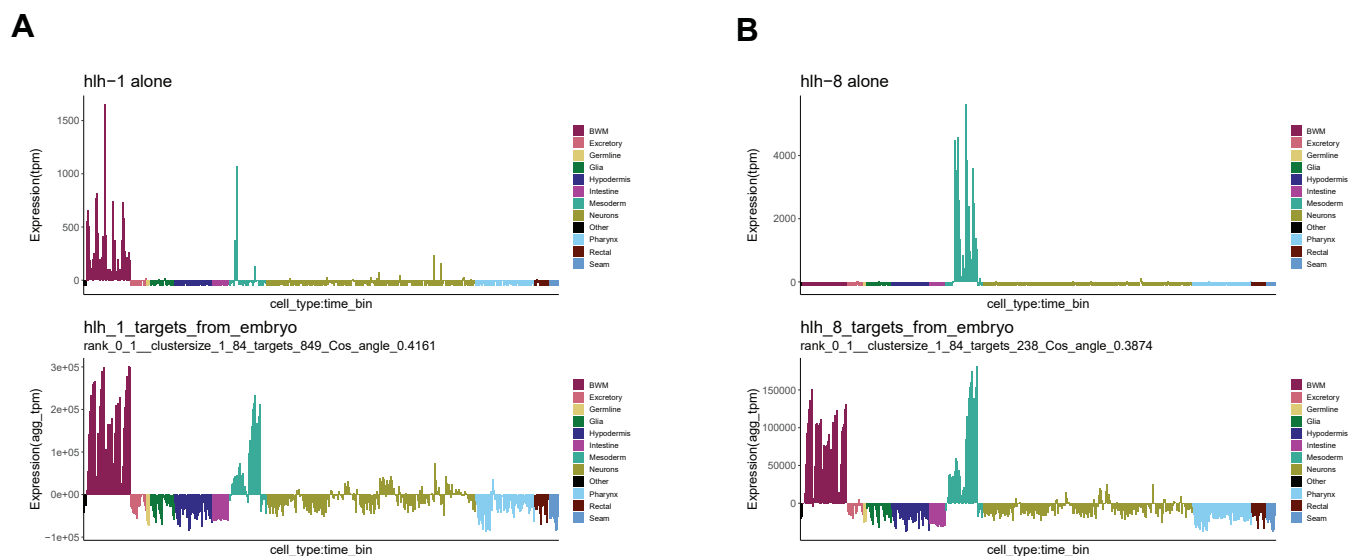 A
hlh−1 alone
Expression(tpm)
1500
1000
500
0
cell_type:time_bin
BWM
Excretory
Germline
Glia
Hypodermis
Intestine
Mesoderm
Neurons
Other
Pharynx
Rectal
Seam
hlh_1_targets_from_embryo
rank_0_1__clustersize_1_84_targets_849_Cos_angle_0.4161
Expression(agg_tpm)
3e+05
2e+05
1e+05
0e+00
−1e+05
cell_type:time_bin
BWM
Excretory
Germline
Glia
Hypodermis
Intestine
Mesoderm
Neurons
Other
Pharynx
Rectal
Seam
B
hlh−8 alone
Expression(tpm)
4000
2000
0
cell_type:time_bin
BWM
Excretory
Germline
Glia
Hypodermis
Intestine
Mesoderm
Neurons
Other
Pharynx
Rectal
Seam
hlh_8_targets_from_embryo
rank_0_1__clustersize_1_84_targets_238_Cos_angle_0.3874
Expression(agg_tpm)
150000
100000
50000
0
cell_type:time_bin
BWM
Excretory
Germline
Glia
Hypodermis
Intestine
Mesoderm
Neurons
Other
Pharynx
Rectal
Seam